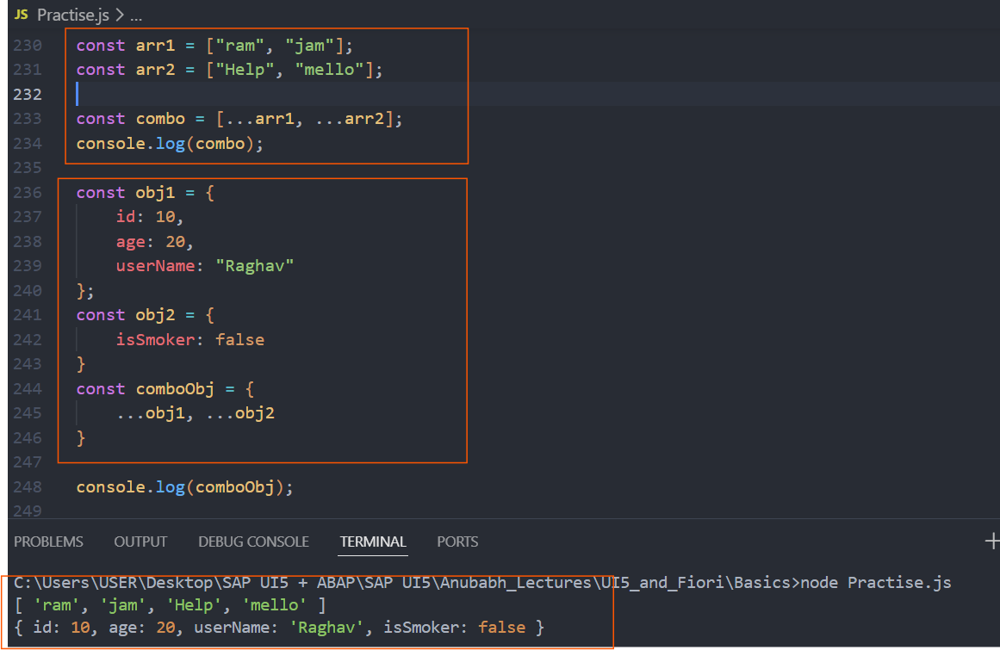 JS Practise.js > ...
230 const arr1 = ["ram", "jam"];
231 const arr2 = ["Help", "mello"];
232
233 const combo = [...arr1, ...arr2];
234 console.log(combo);
235
236 const obj1 = {
237     id: 10,
238     age: 20,
239     userName: "Raghav"
240 };
241 const obj2 = {
242     isSmoker: false
243 }
244 const comboObj = {
245     ...obj1, ...obj2
246 }
247
248 console.log(comboObj);
249
PROBLEMS OUTPUT DEBUG CONSOLE TERMINAL PORTS +
C:\Users\USER\Desktop\SAP UI5 + ABAP\SAP UI5\Anubabh_Lectures\UI5_and_Fiori\Basics>node Practise.js
[ 'ram', 'jam', 'Help', 'mello' ]
{ id: 10, age: 20, userName: 'Raghav', isSmoker: false }